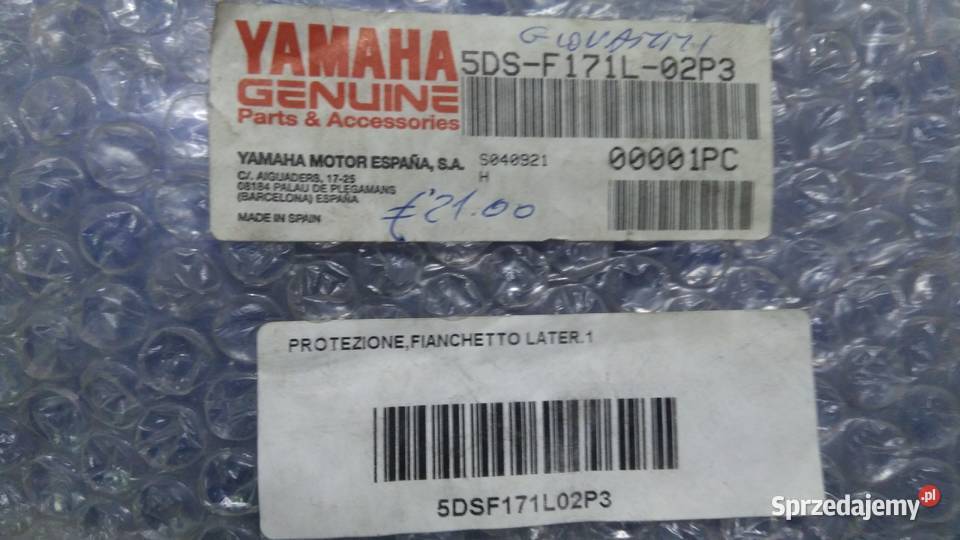 GIOVANNI
YAMAHA
GENUINE
Parts & Accessories
5DS-F171L-02P3
YAMAHA MOTOR ESPAÑA, S.A.
C/. AIGUADERS, 17-25
08184 PALAU DE PLEGAMANS
(BARCELONA) ESPAÑA
MADE IN SPAIN
S040921
H
00001PC
€21.00
PROTEZIONE,FIANCHETTO LATER.1
5DSF171L02P3
Sprzedajemy.pl